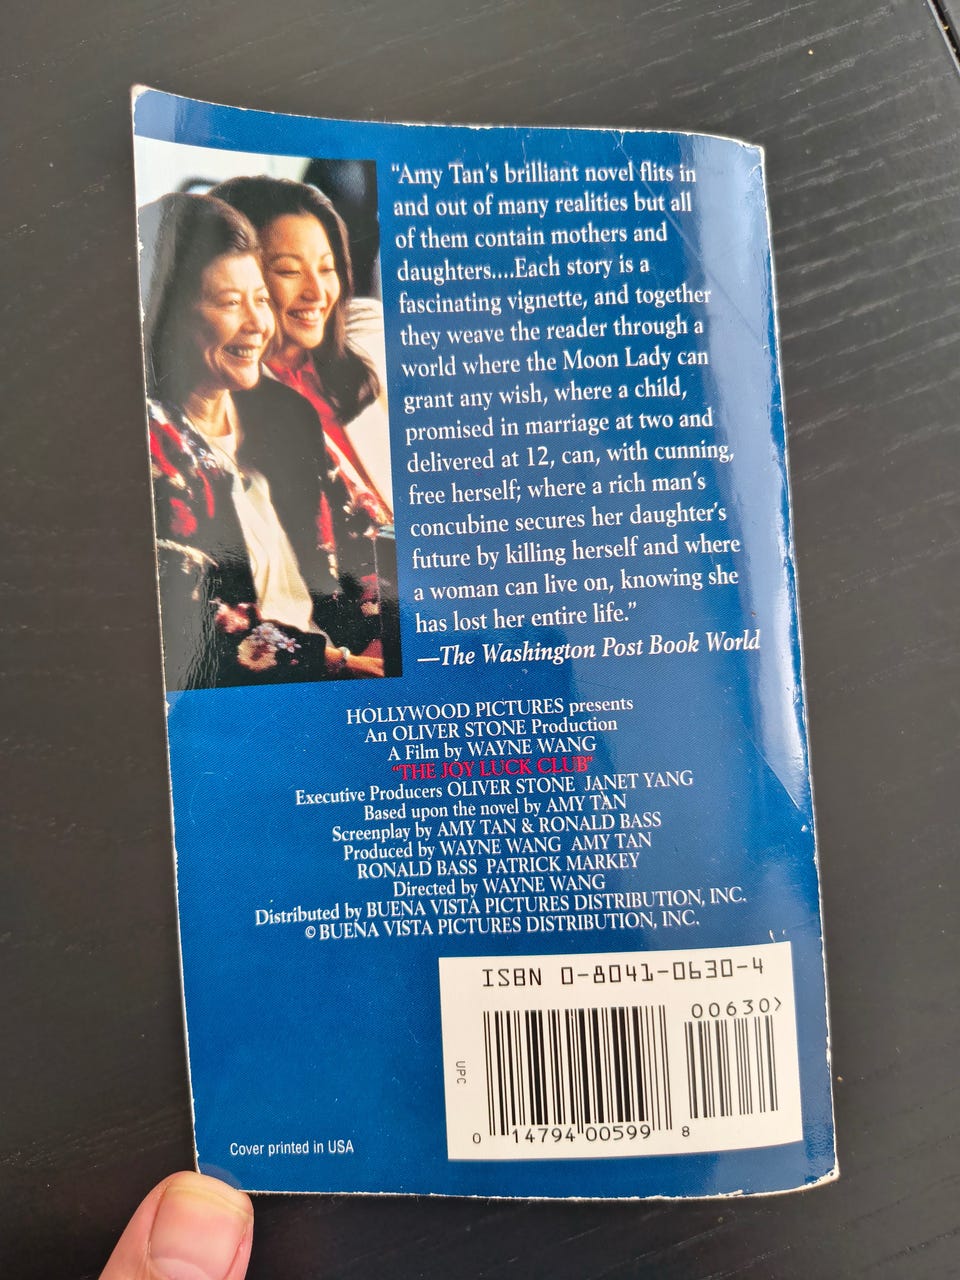 "Amy Tan's brilliant novel flits in
and out of many realities but all
of them contain mothers and
daughters....Each story is a
fascinating vignette, and together
they weave the reader through a
world where the Moon Lady can
grant any wish, where a child,
promised in marriage at two and
delivered at 12, can, with cunning,
free herself; where a rich man's
concubine secures her daughter's
future by killing herself and where
a woman can live on, knowing she
has lost her entire life."
—The Washington Post Book World
HOLLYWOOD PICTURES presents
An OLIVER STONE Production
A Film by WAYNE WANG
"THE JOY LUCK CLUB"
Executive Producers OLIVER STONE JANET YANG
Based upon the novel by AMY TAN
Screenplay by AMY TAN & RONALD BASS
Produced by WAYNE WANG AMY TAN
RONALD BASS PATRICK MARKEY
Directed by WAYNE WANG
Distributed by BUENA VISTA PICTURES DISTRIBUTION, INC.
© BUENA VISTA PICTURES DISTRIBUTION, INC.
ISBN 0-8041-0630-4
00630>
UPC
0 14794 00599 8
Cover printed in USA